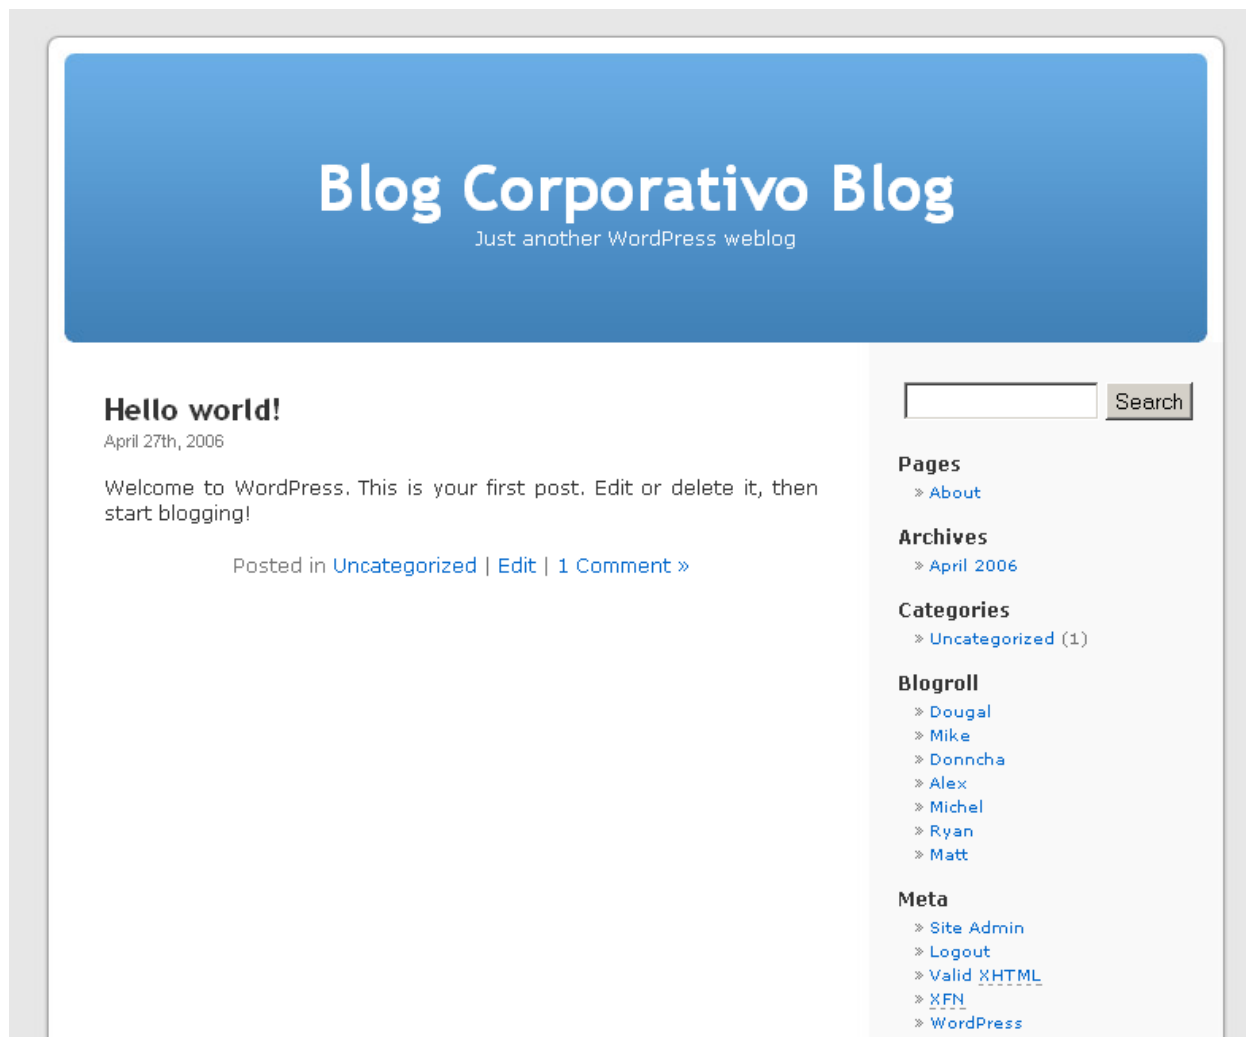 Blog Corporativo Blog
Just another WordPress weblog
Hello world!
April 27th, 2006
Welcome to WordPress. This is your first post. Edit or delete it, then
start blogging!
Posted in Uncategorized | Edit | 1 Comment »
Search
Pages
» About
Archives
» April 2006
Categories
» Uncategorized (1)
Blogroll
» Dougal
» Mike
» Donncha
» Alex
» Michel
» Ryan
» Matt
Meta
» Site Admin
» Logout
» Valid XHTML
» XFN
» WordPress